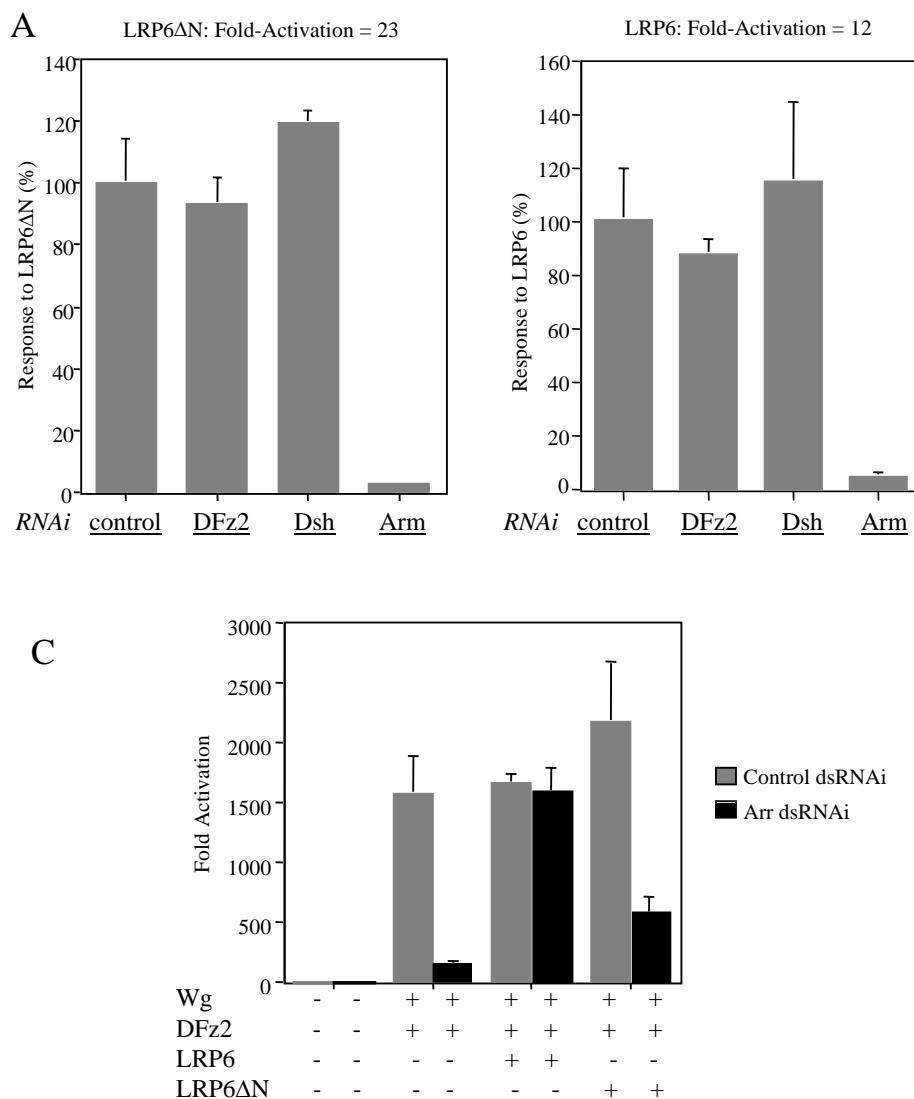 A
LRP6ΔN: Fold-Activation = 23
Response to LRP6ΔN (%)
140
120
100
80
60
40
20
0
RNAi control DFz2 Dsh Arm
LRP6: Fold-Activation = 12
Response to LRP6 (%)
160
140
120
100
80
60
40
20
0
RNAi control DFz2 Dsh Arm
C
Fold Activation
3000
2500
2000
1500
1000
500
0
Control dsRNAi
Arr dsRNAi
Wg - - + + + + + +
DFz2 - - + + + + + +
LRP6 - - - - + + - -
LRP6ΔN - - - - - - + +